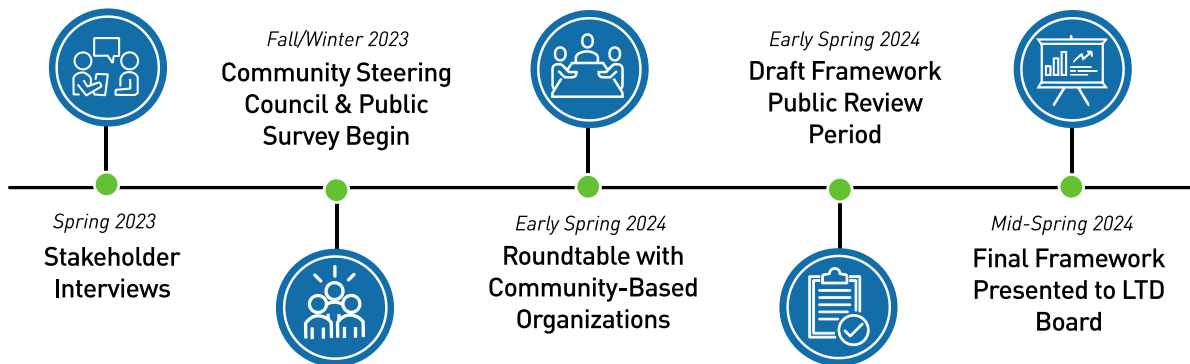 Spring 2023
Stakeholder
Interviews
Fall/Winter 2023
Community Steering
Council & Public
Survey Begin
Early Spring 2024
Roundtable with
Community-Based
Organizations
Early Spring 2024
Draft Framework
Public Review
Period
Mid-Spring 2024
Final Framework
Presented to LTD
Board